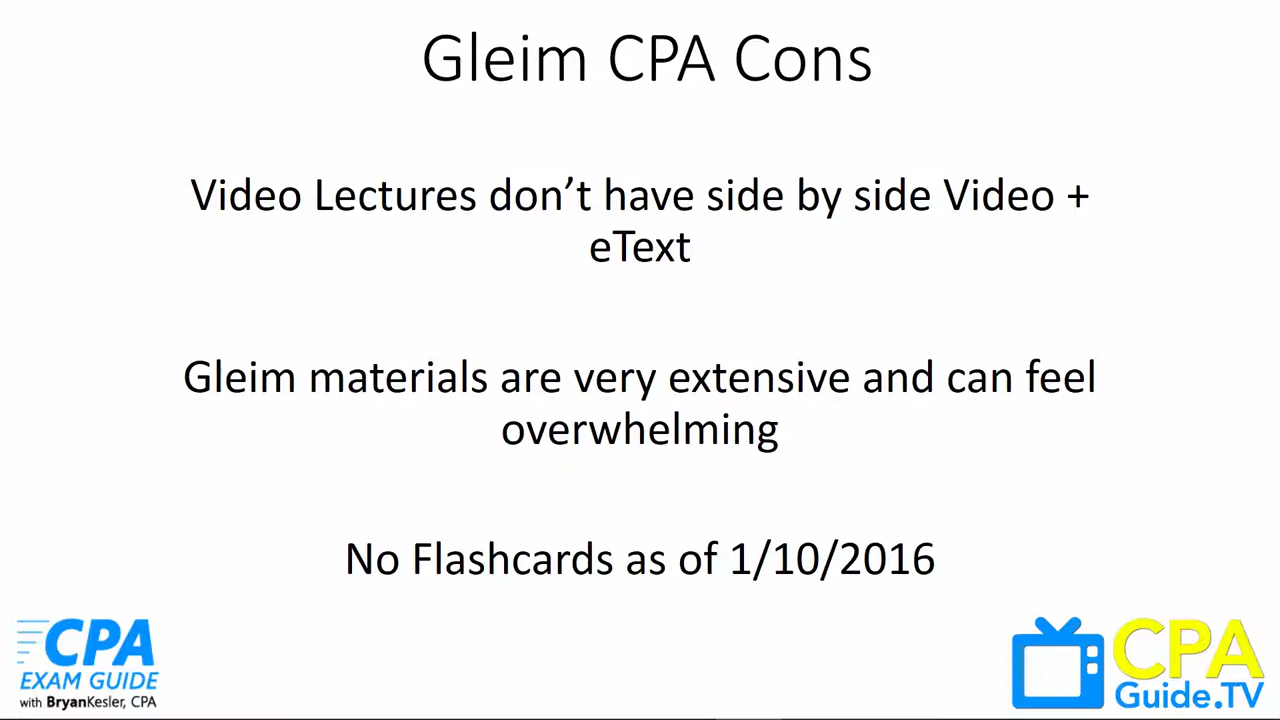 Gleim CPA Cons
Video Lectures don’t have side by side Video +
eText
Gleim materials are very extensive and can feel
overwhelming
No Flashcards as of 1/10/2016
CPA
EXAM GUIDE
with BryanKesler, CPA
CPA
Guide.TV